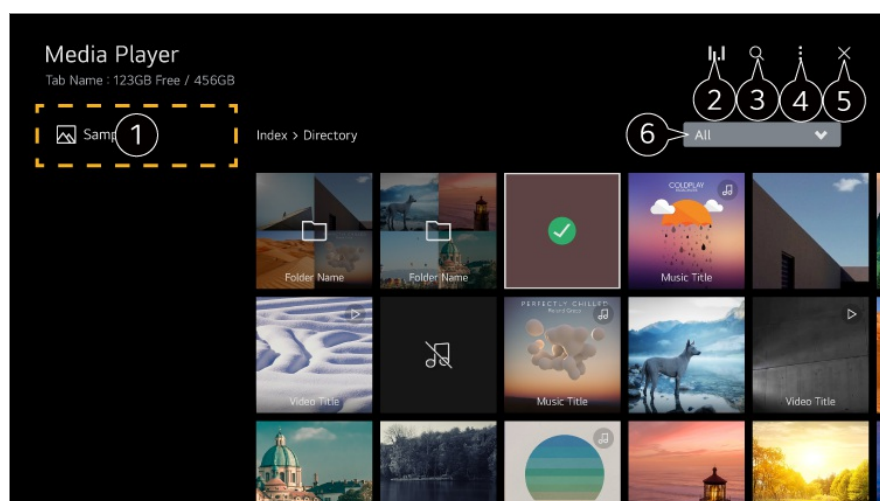 Media Player
Tab Name : 123GB Free / 456GB
2
3
4
5
1
Index > Directory
6
All
Folder Name
Folder Name
COLDPLAY
Music Title
Video Title
PERFECTLY CHILLED
Music Title
Video Title